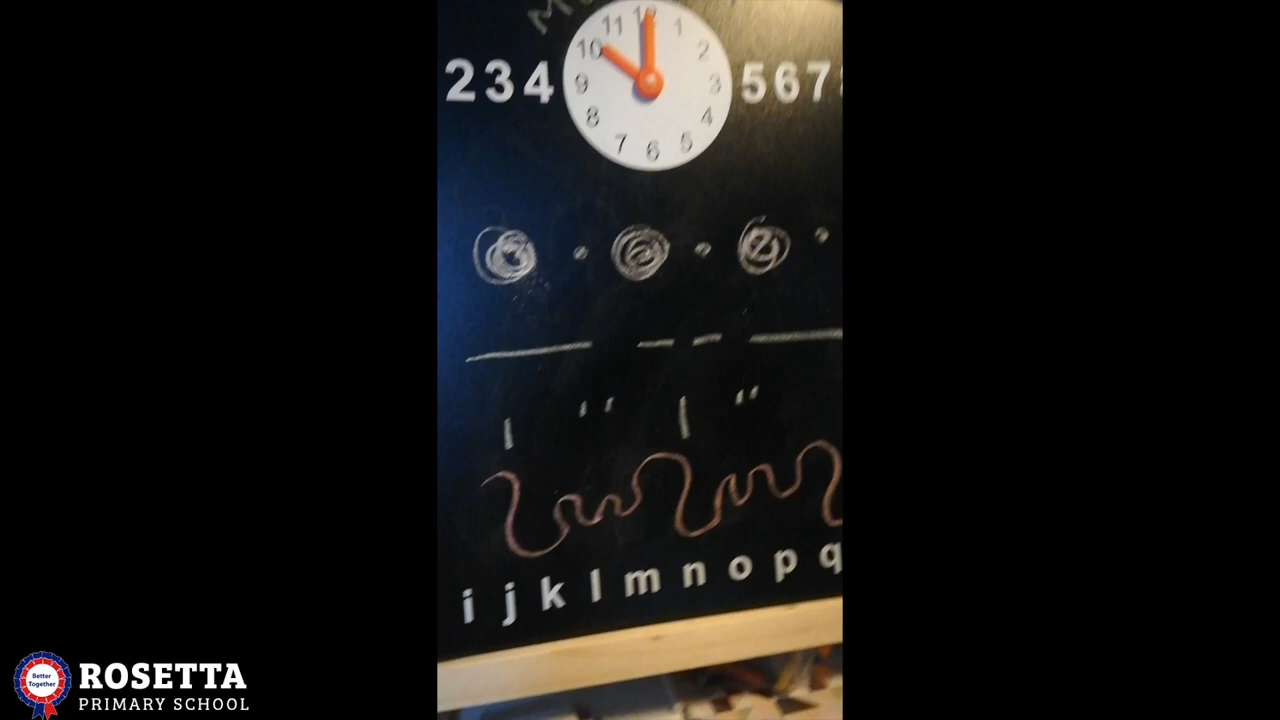 M
12
11 1
10 2
234 9 3 567
8 4
7 5
6
i j k l m n o p q
Better
Together
ROSETTA
PRIMARY SCHOOL